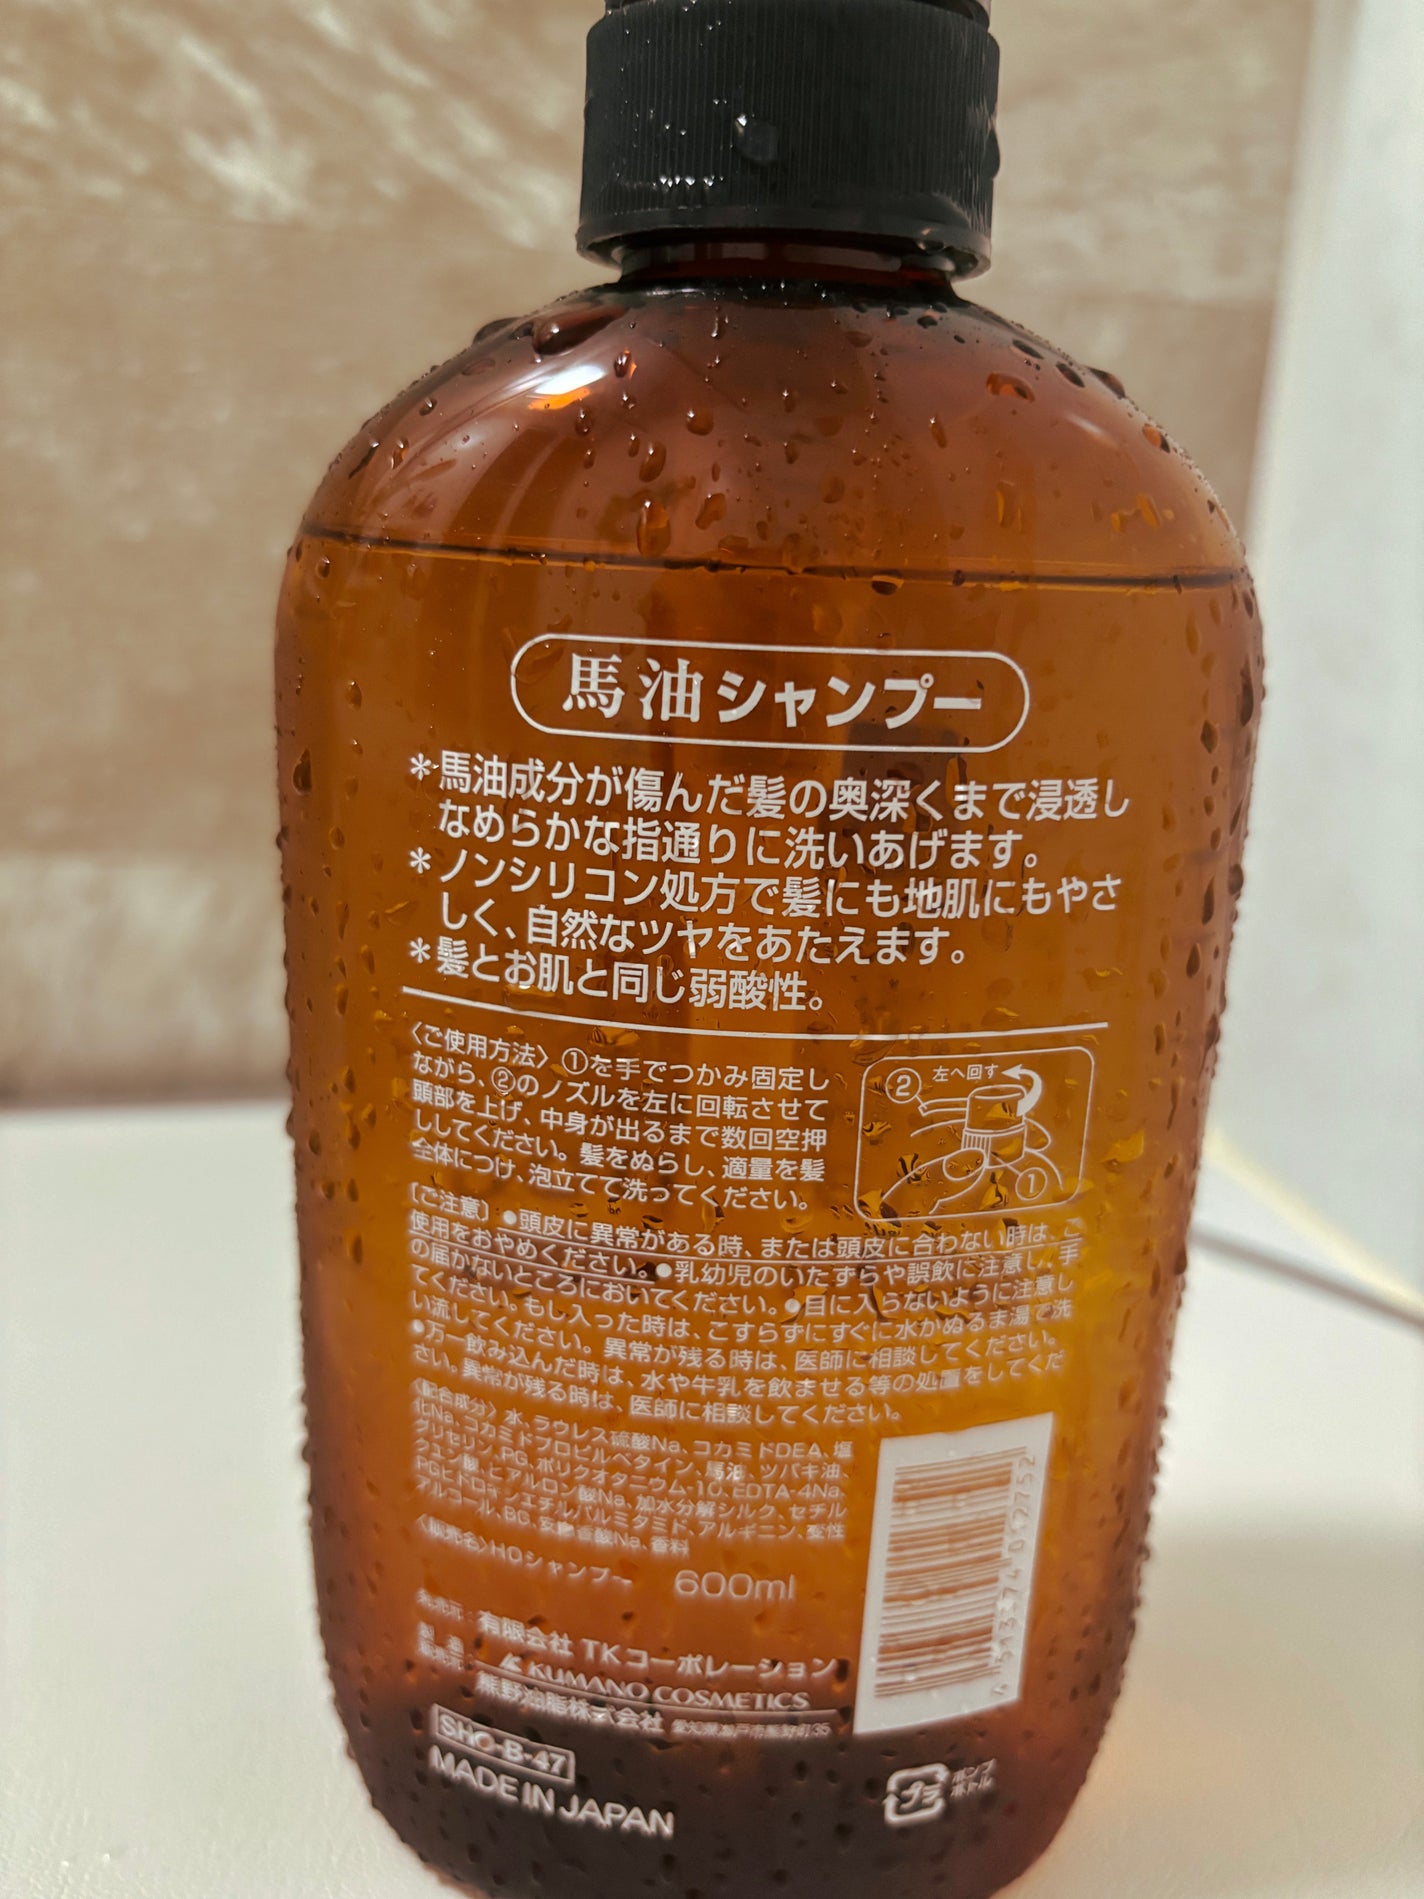 馬油シャンプー
＊馬油成分が傷んだ髪の奥深くまで浸透し
なめらかな指通りに洗いあげます。
＊ノンシリコン処方で髪にも地肌にもやさ
しく、自然なツヤをあたえます。
＊髪とお肌と同じ弱酸性。
〈ご使用方法〉①を手でつかみ固定し
ながら、②のノズルを左に回転させて
頭部を上げ、中身が出るまで数回空押
ししてください。髪をぬらし、適量を髪
全体につけ、泡立てて洗ってください。
② 左へ回す
①
〔ご注意〕●頭皮に異常がある時、または頭皮に合わない時は、ご
使用をおやめください。●乳幼児のいたずらや誤飲に注意し、手
の届かないところにおいてください。●目に入らないように注意し
てください。もし入った時は、こすらずにすぐに水かぬるま湯で洗
い流してください。異常が残る時は、医師に相談してください。
●万一飲み込んだ時は、水や牛乳を飲ませる等の処置をしてくだ
さい。異常が残る時は、医師に相談してください。
〈配合成分〉水、ラウレス硫酸Na、コカミドDEA、塩
化Na、コカミドプロピルベタイン、馬油、ツバキ油、
グリセリン、PG、ポリクオタニウム-10、EDTA-4Na、
クエン酸、ヒアルロン酸Na、加水分解シルク、セチル
PGヒドロキシエチルパルミタミド、アルギニン、変性
アルコール、BG、安息香酸Na、香料
〈販売名〉HOシャンプー 600ml
発売元：有限会社 TKコーポレーション
KUMANO COSMETICS
熊野油脂株式会社 愛知県瀬戸市熊野町35
SHO-B-47
MADE IN JAPAN
プラ
ポンプ
ボトル